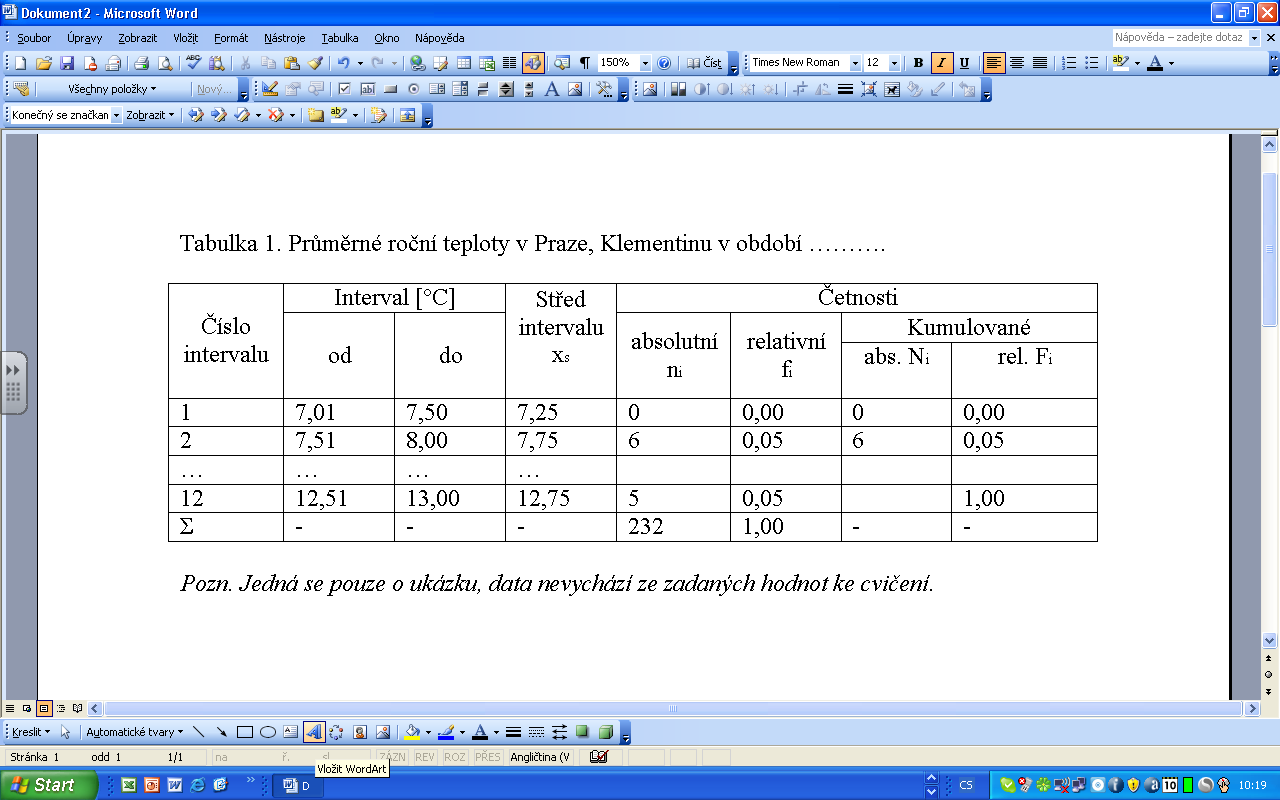 Dokument2 - Microsoft Word
Soubor Úpravy Zobrazit Vložit Formát Nástroje Tabulka Okno Nápověda
Nápověda – zadejte dotaz
150% Číst Times New Roman 12 B I U
Všechny položky Nový...
Konečný se značkan Zobrazit
Tabulka 1. Průměrné roční teploty v Praze, Klementinu v období ……….
Číslo intervalu Interval [°C] Střed intervalu xs Četnosti
od do absolutní ni relativní fi Kumulované
abs. Ni rel. Fi
1 7,01 7,50 7,25 0 0,00 0 0,00
2 7,51 8,00 7,75 6 0,05 6 0,05
… … … …
12 12,51 13,00 12,75 5 0,05 1,00
Σ - - - 232 1,00 - -
Pozn. Jedná se pouze o ukázku, data nevychází ze zadaných hodnot ke cvičení.
Kreslit Automatické tvary
Stránka 1 odd 1 1/1 na ř. sl. ZÁZN REV ROZ PŘES Angličtina (V
Vložit WordArt
Start D CS 10:19